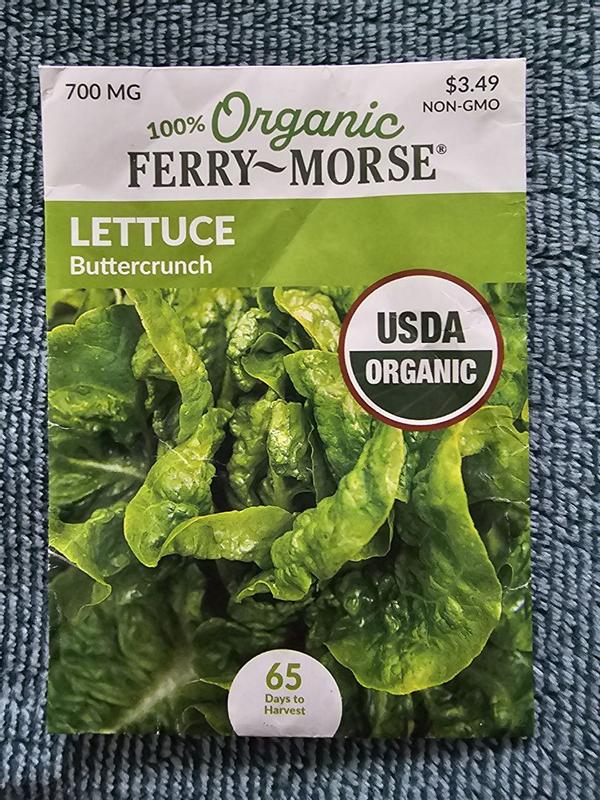 700 MG
$3.49
NON-GMO
100% Organic
FERRY~MORSE®
LETTUCE
Buttercrunch
USDA
ORGANIC
65
Days to
Harvest